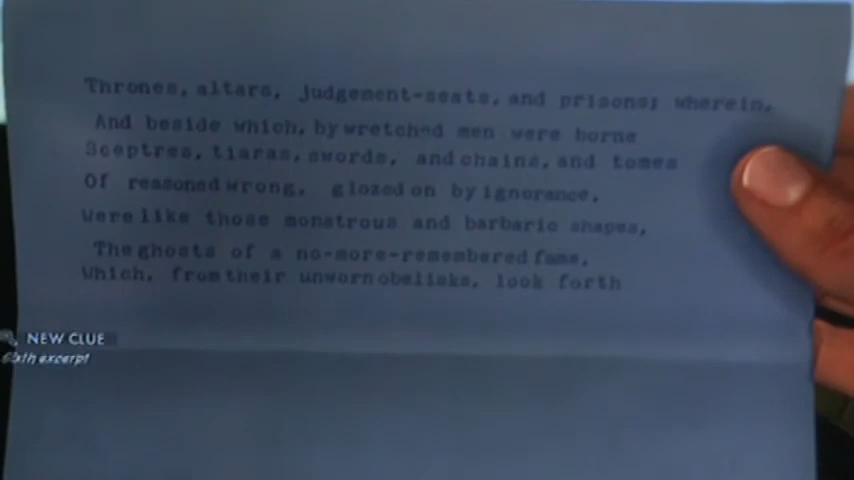 Thrones, altars, judgement-seats, and prisons; wherein,
And beside which, by wretched men were borne
Sceptres, tiaras, swords, and chains, and tomes
Of reasoned wrong, glozed on by ignorance,
Were like those monstrous and barbaric shapes,
The ghosts of a no-more-remembered fame,
Which, from their unworn obelisks, look forth
NEW CLUE
Sixth excerpt